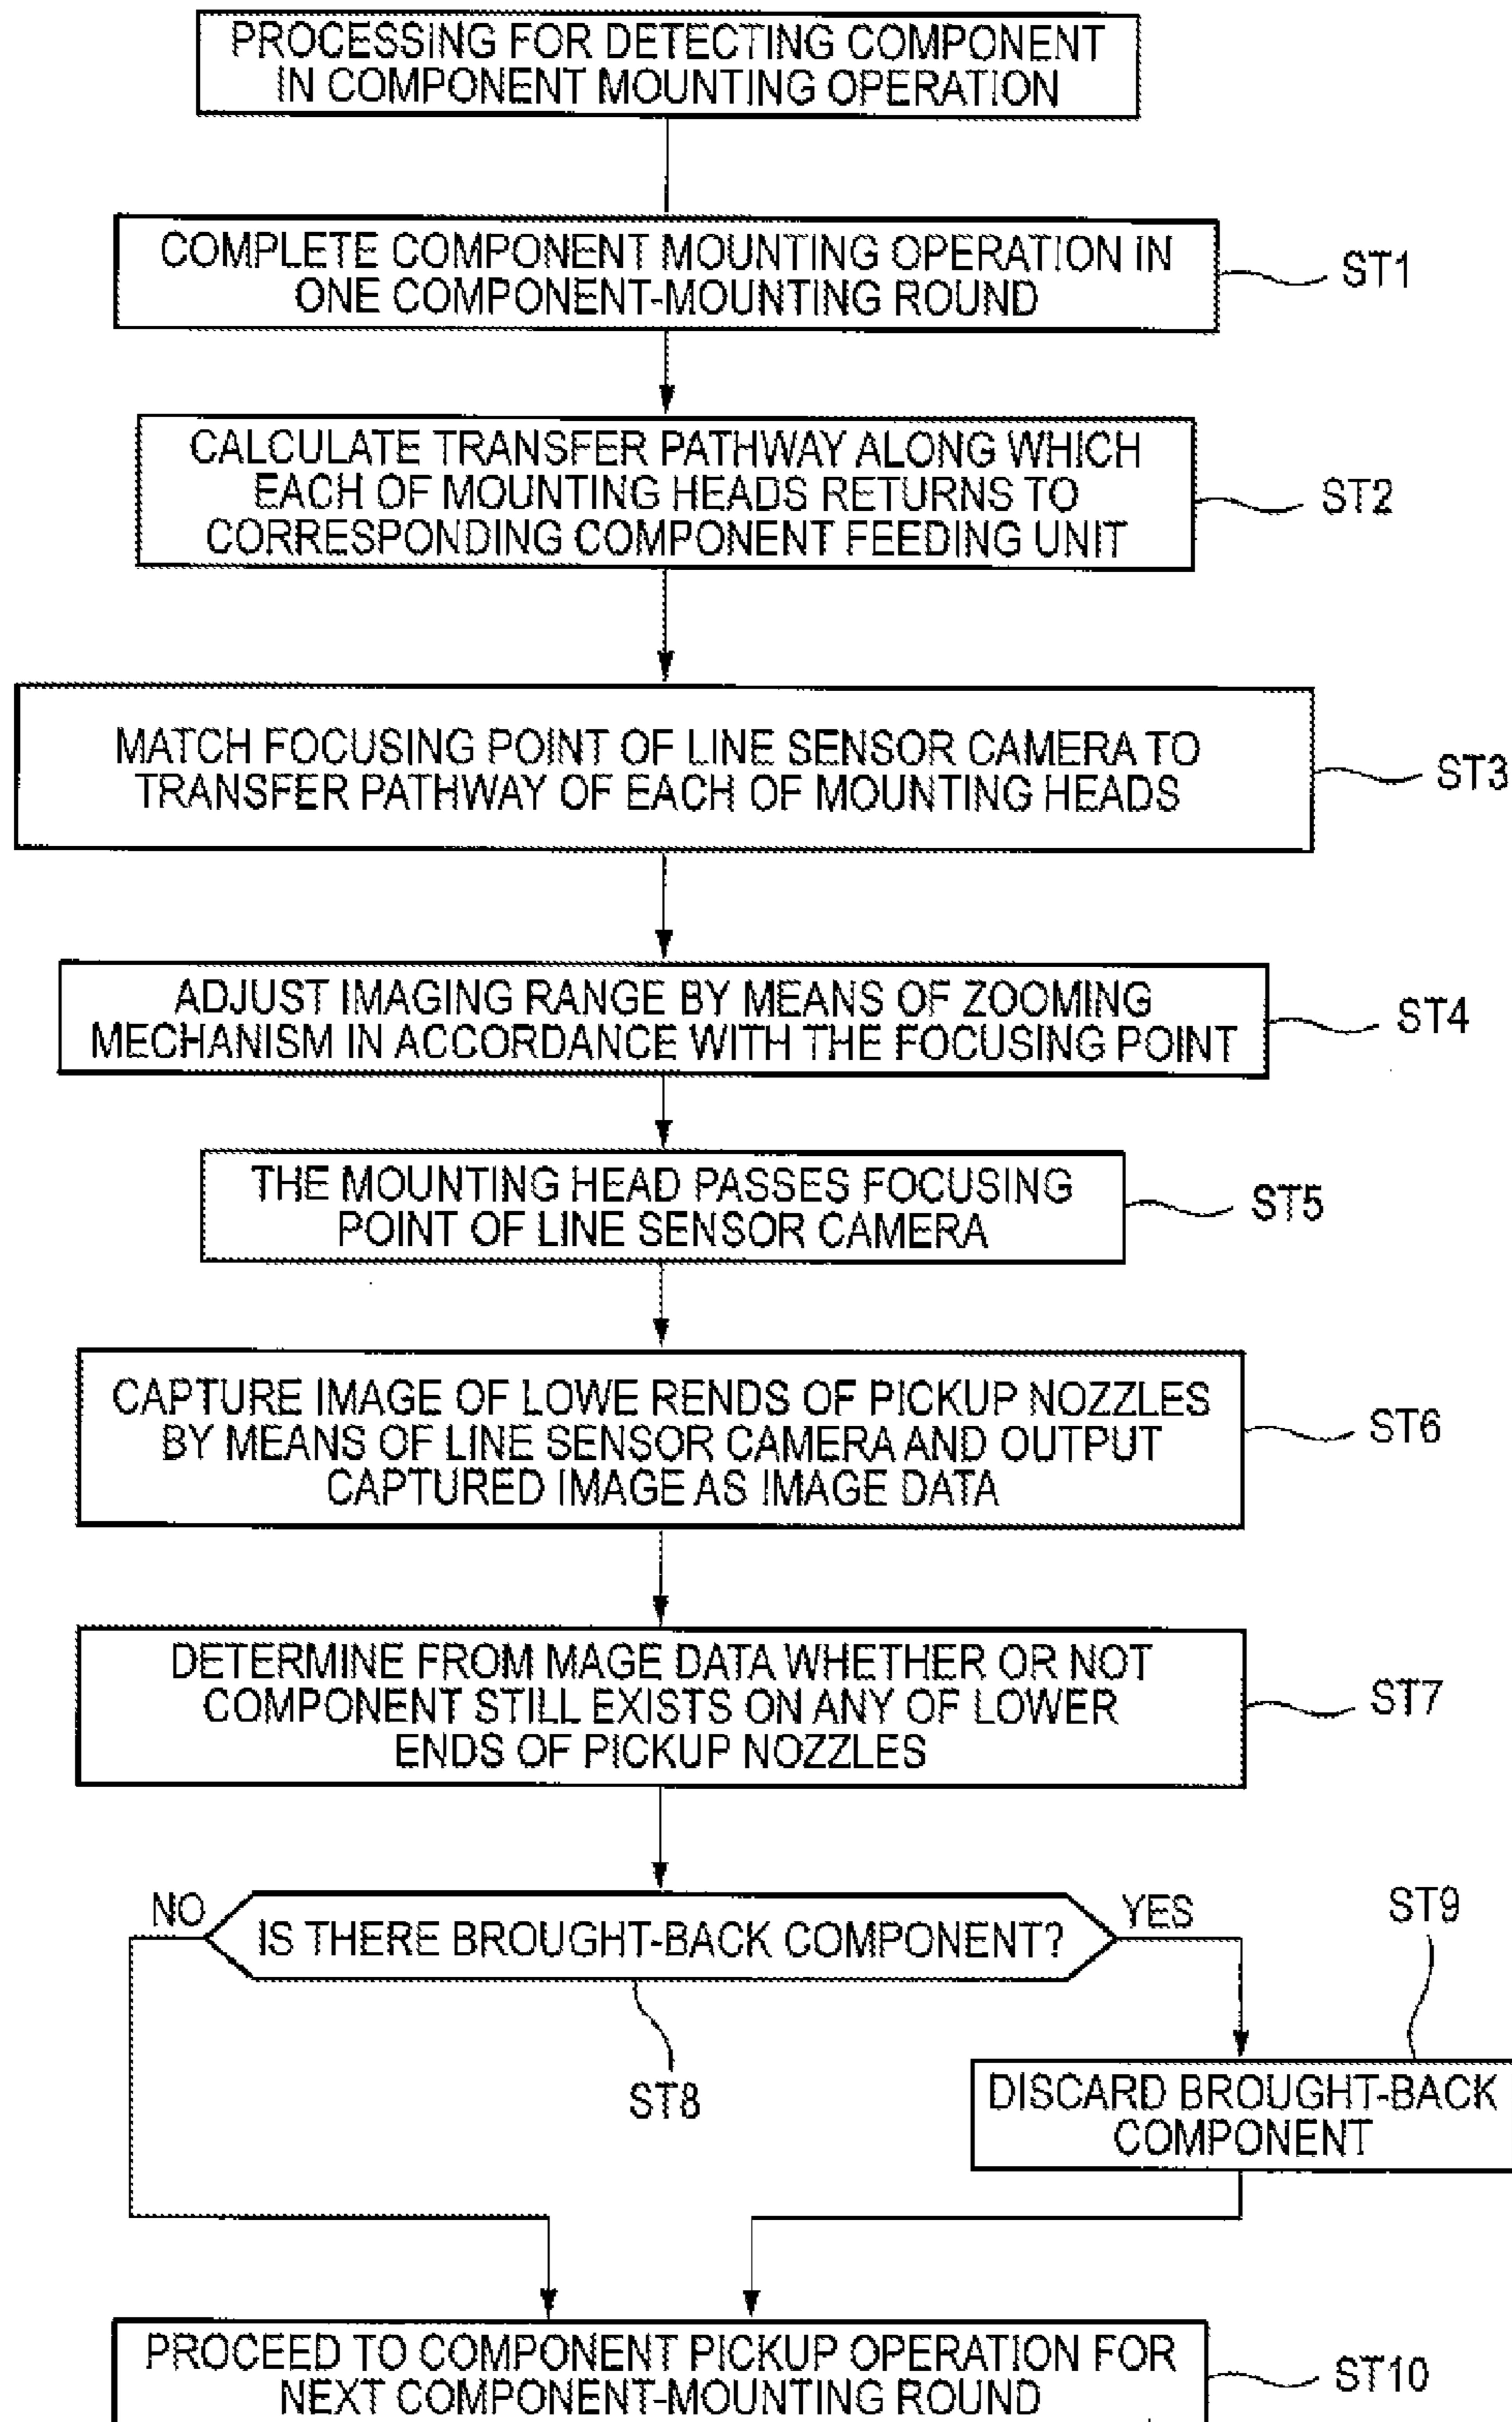 PROCESSING FOR DETECTING COMPONENT
IN COMPONENT MOUNTING OPERATION
COMPLETE COMPONENT MOUNTING OPERATION IN
ONE COMPONENT-MOUNTING ROUND
ST1
CALCULATE TRANSFER PATHWAY ALONG WHICH
EACH OF MOUNTING HEADS RETURNS TO
CORRESPONDING COMPONENT FEEDING UNIT
ST2
MATCH FOCUSING POINT OF LINE SENSOR CAMERA TO
TRANSFER PATHWAY OF EACH OF MOUNTING HEADS
ST3
ADJUST IMAGING RANGE BY MEANS OF ZOOMING
MECHANISM IN ACCORDANCE WITH THE FOCUSING POINT
ST4
THE MOUNTING HEAD PASSES FOCUSING
POINT OF LINE SENSOR CAMERA
ST5
CAPTURE IMAGE OF LOWE RENDS OF PICKUP NOZZLES
BY MEANS OF LINE SENSOR CAMERA AND OUTPUT
CAPTURED IMAGE AS IMAGE DATA
ST6
DETERMINE FROM MAGE DATA WHETHER OR NOT
COMPONENT STILL EXISTS ON ANY OF LOWER
ENDS OF PICKUP NOZZLES
ST7
NO
IS THERE BROUGHT-BACK COMPONENT?
YES
ST8
ST9
DISCARD BROUGHT-BACK
COMPONENT
PROCEED TO COMPONENT PICKUP OPERATION FOR
NEXT COMPONENT-MOUNTING ROUND
ST10